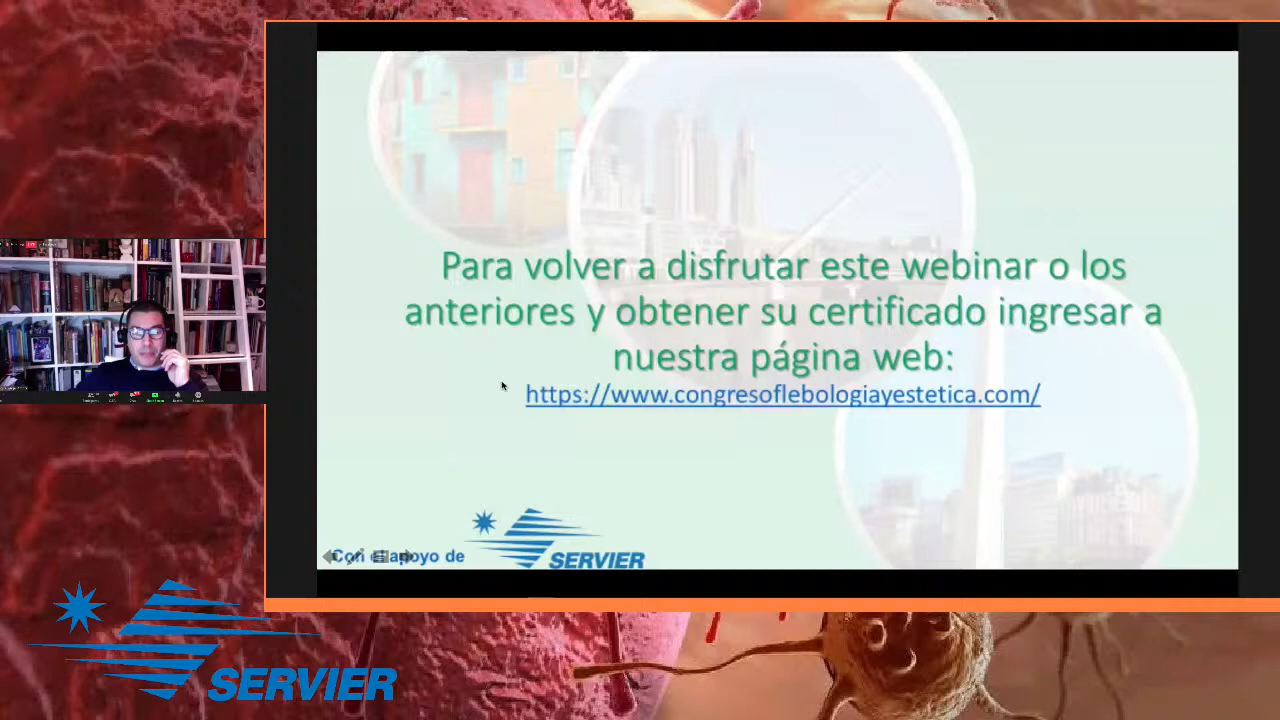 Para volver a disfrutar este webinar o los
anteriores y obtener su certificado ingresar a
nuestra página web:
https://www.congresoflebologiayestetica.com/
Con el apoyo de
SERVIER
SERVIER